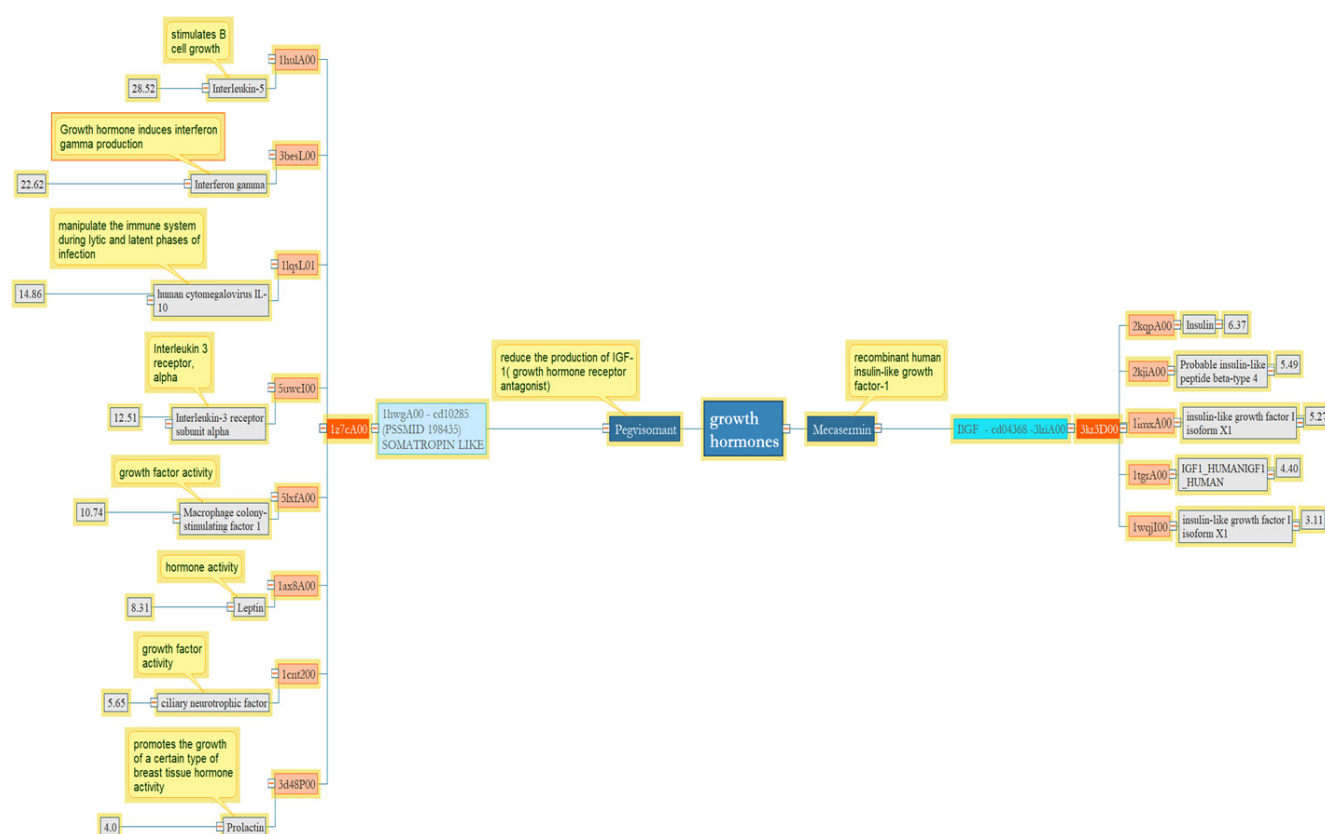 stimulates B
cell growth
1hulA00
28.52
Interleukin-5
Growth hormone induces interferon
gamma production
3besL00
22.62
Interferon gamma
manipulate the immune system
during lytic and latent phases of
infection
1lqsL01
14.86
human cytomegalovirus IL-
10
Interleukin 3
receptor,
alpha
5uwcI00
12.51
Interleukin-3 receptor
subunit alpha
growth factor activity
5lxfA00
10.74
Macrophage colony-
stimulating factor 1
hormone activity
1ax8A00
8.31
Leptin
growth factor
activity
1cnt200
5.65
ciliary neurotrophic factor
promotes the growth
of a certain type of
breast tissue hormone
activity
3d48P00
4.0
Prolactin
1z7cA00
1hwgA00 - cd10285
(PSSMID 198435)
SOMATROPIN LIKE
reduce the production of IGF-
1( growth hormone receptor
antagonist)
Pegvisomant
growth
hormones
recombinant human
insulin-like growth
factor-1
Mecasermin
IlGF - cd04368 -3lriA00
3kr3D00
2kqpA00
Insulin
6.37
2kjiA00
Probable insulin-like
peptide beta-type 4
5.49
1imxA00
insulin-like growth factor I
isoform X1
5.27
1tgrA00
IGF1_HUMANIGF1
_HUMAN
4.40
1wqjI00
insulin-like growth factor I
isoform X1
3.11